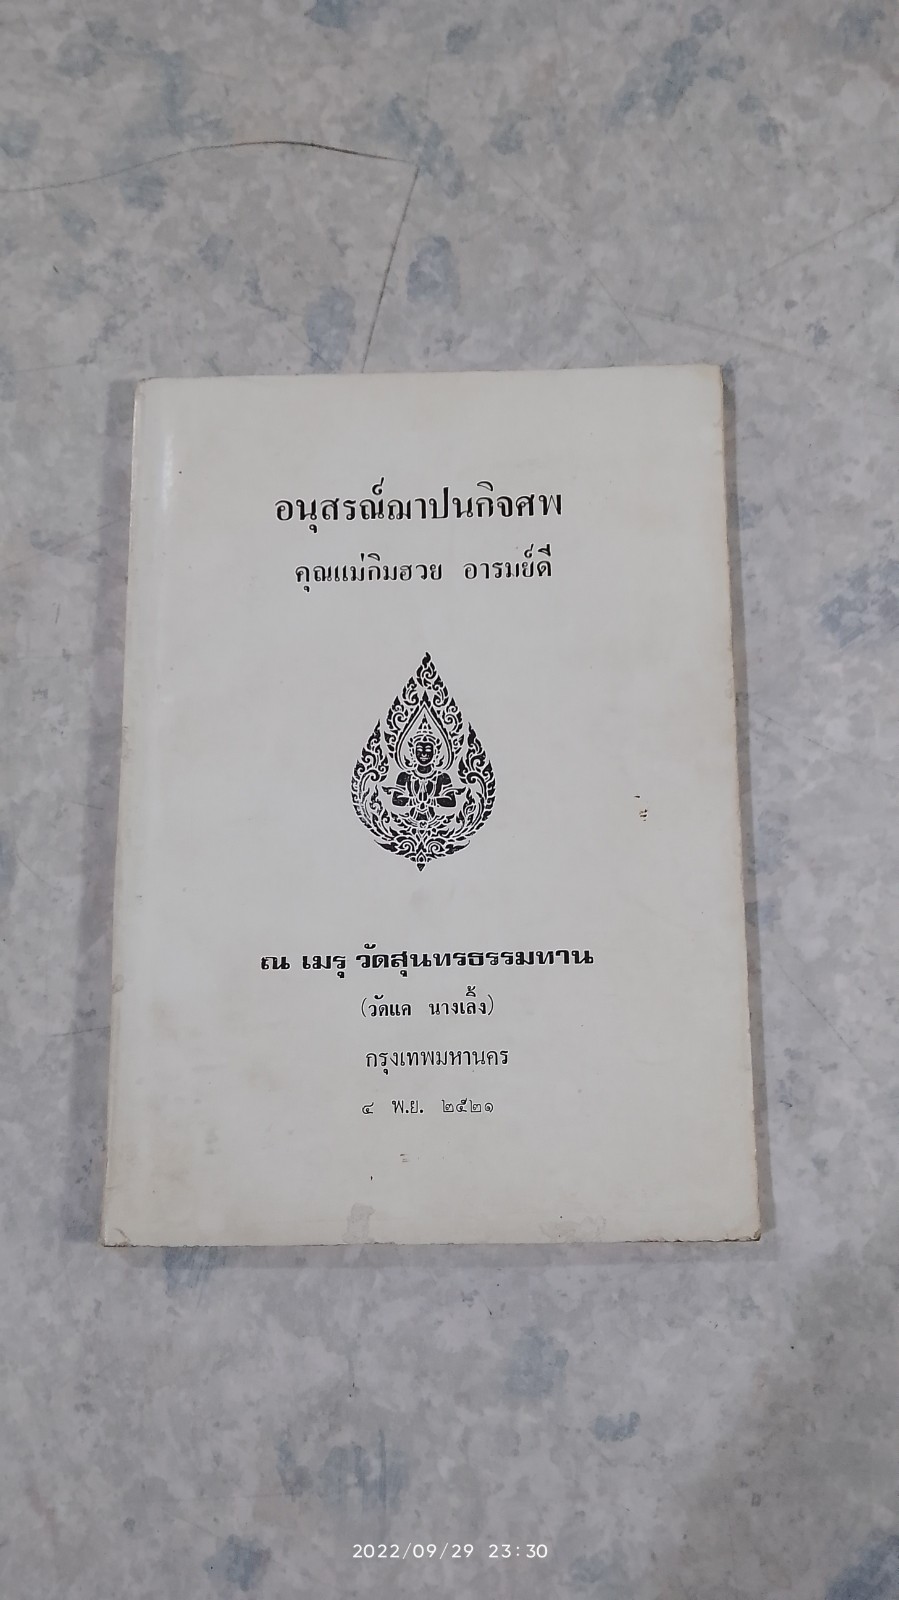 อนุสรณ์ฌาปนกิจศพ
คุณแม่กิมฮวย อารมย์ดี
ณ เมรุ วัดสุนทรธรรมทาน
(วัดแค นางเลิ้ง)
กรุงเทพมหานคร
๔ พ.ย. ๒๕๒๑
2022/09/29 23:30